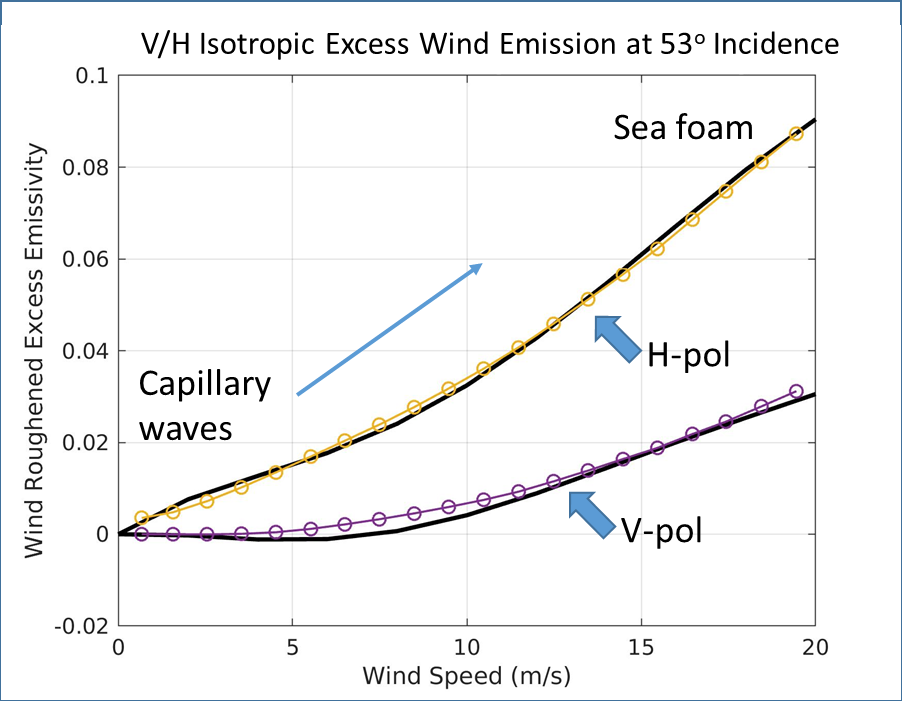 V/H Isotropic Excess Wind Emission at 53° Incidence
0.1
0.08
0.06
0.04
0.02
0
-0.02
Wind Roughened Excess Emissivity
Sea foam
Capillary
waves
H-pol
V-pol
0
5
10
15
20
Wind Speed (m/s)